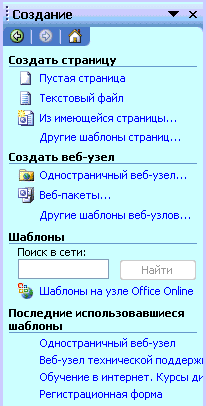 Создание
Создать страницу
Пустая страница
Текстовый файл
Из имеющейся страницы...
Другие шаблоны страниц...
Создать веб-узел
Одностраничный веб-узел...
Веб-пакеты...
Другие шаблоны веб-узлов...
Шаблоны
Поиск в сети:
Найти
Шаблоны на узле Office Online
Последние использовавшиеся
шаблоны
Одностраничный веб-узел
Веб-узел технической поддерж
Обучение в интернет. Курсы ди
Регистрационная форма